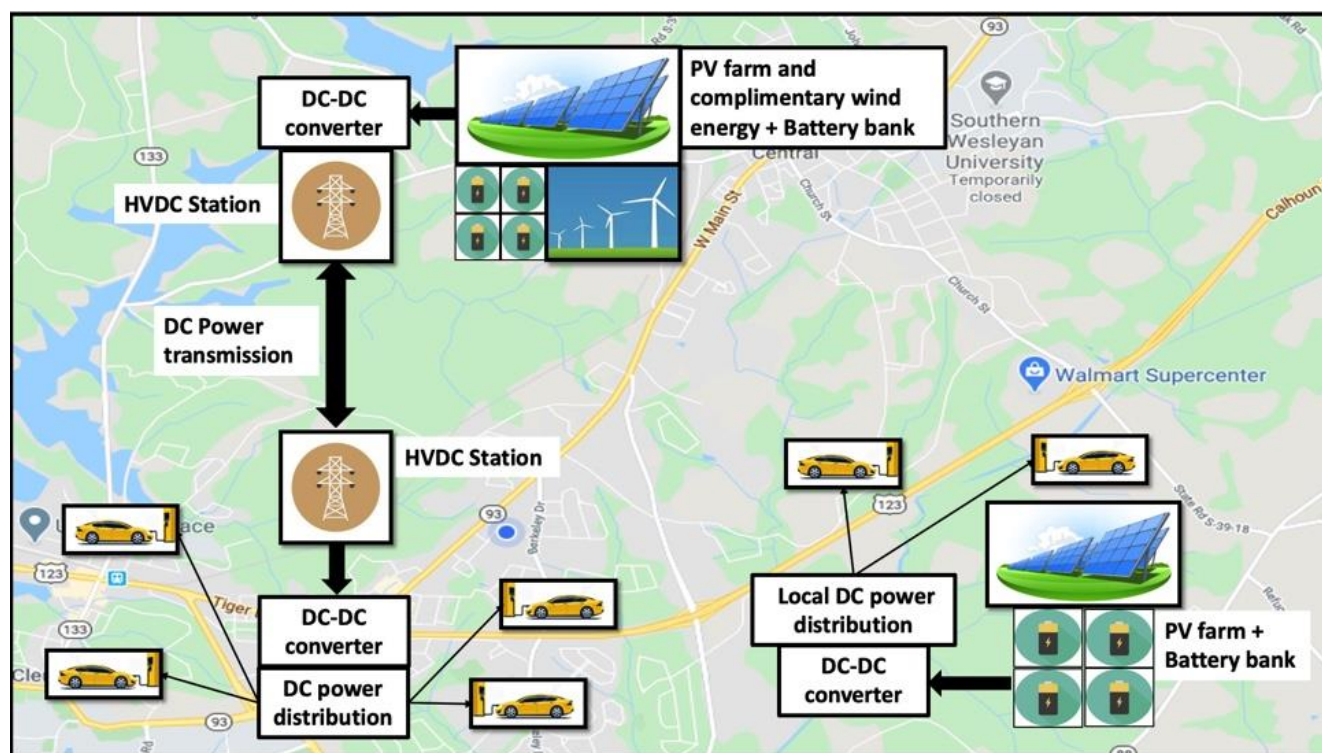 93
DC-DC
converter
PV farm and
complimentary wind
energy + Battery bank
133
Southern
Wesleyan
University
Temporarily
closed
Central
HVDC Station
Church St
W Main St
Calhoun
DC Power
transmission
Church St
Walmart Supercenter
HVDC Station
State Rd S-39-18
93
Berkeley Dr
123
123
Tiger
DC-DC
converter
Local DC power
distribution
PV farm +
Battery bank
133
DC-DC
converter
DC power
distribution
93
88